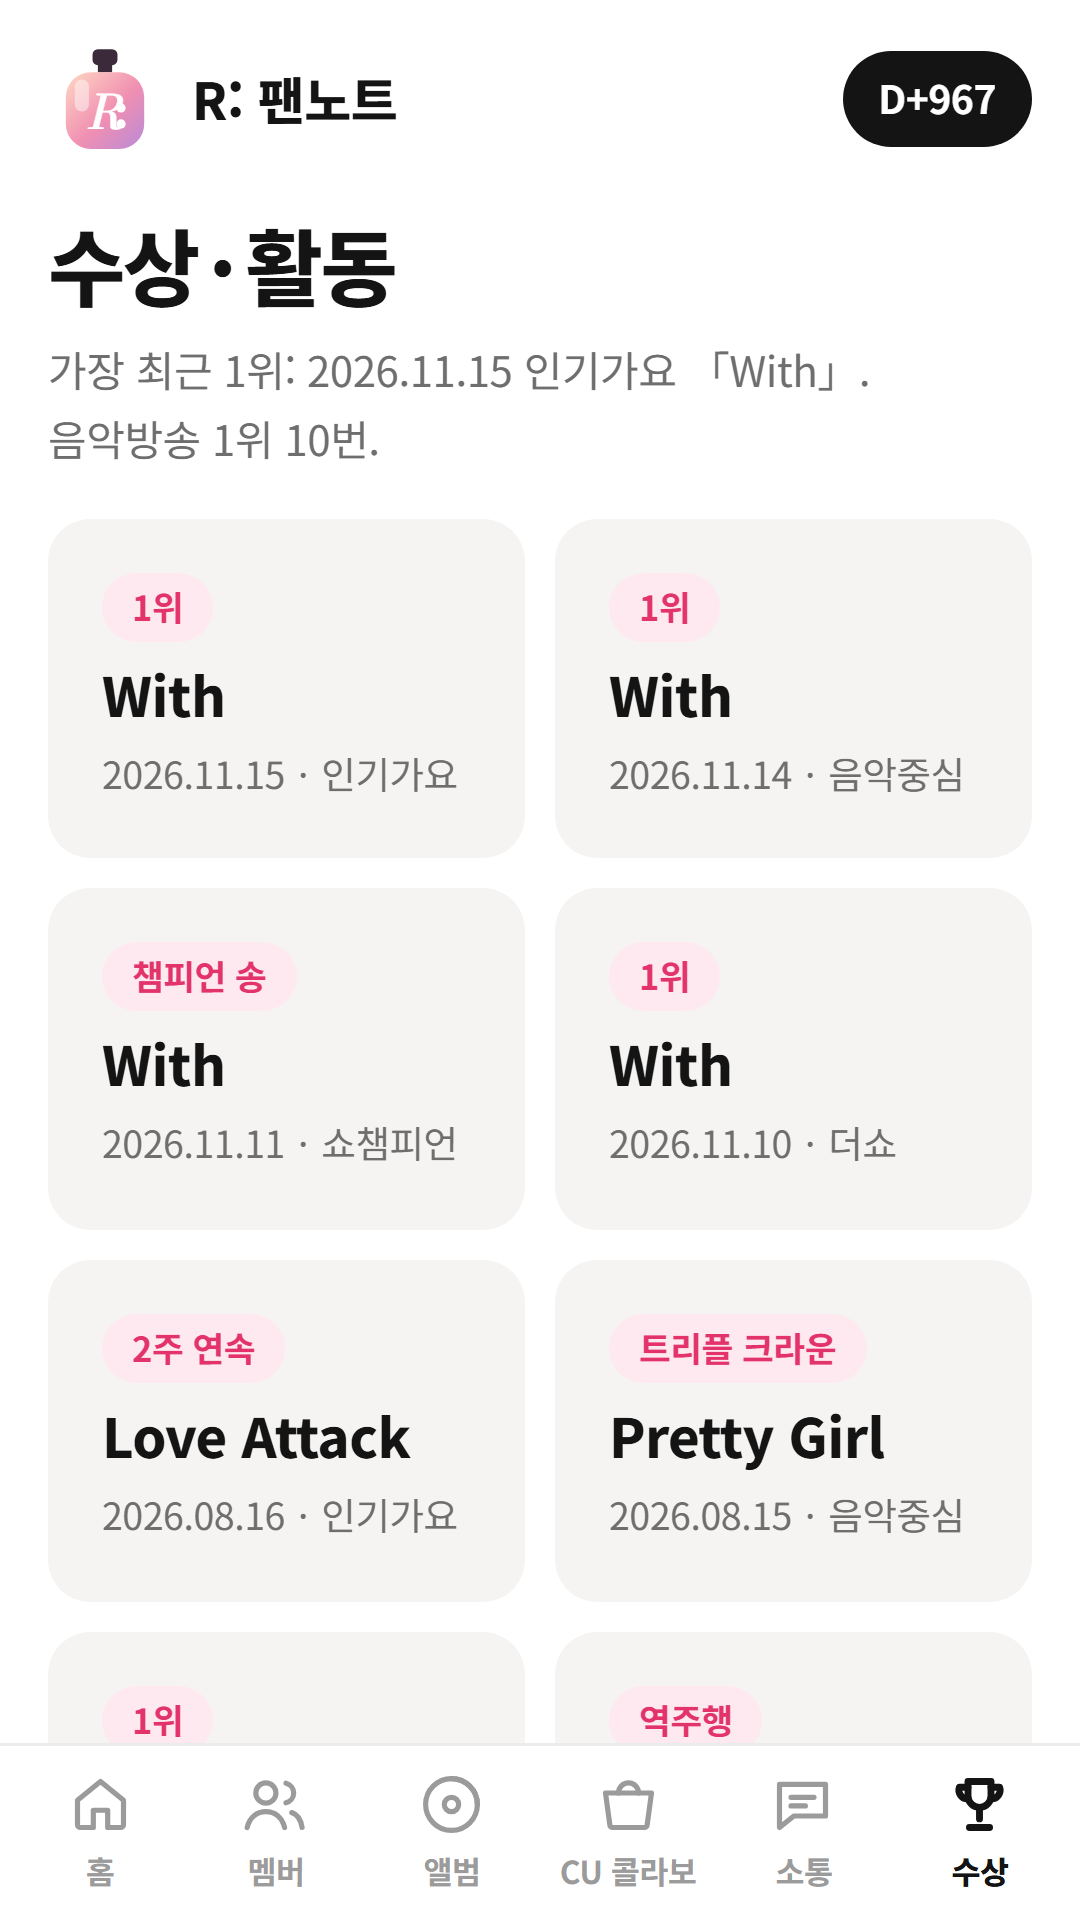 R: 팬노트
D+967
수상·활동
가장 최근 1위: 2026.11.15 인기가요 「With」.
음악방송 1위 10번.
1위
With
2026.11.15 · 인기가요
1위
With
2026.11.14 · 음악중심
챔피언 송
With
2026.11.11 · 쇼챔피언
1위
With
2026.11.10 · 더쇼
2주 연속
Love Attack
2026.08.16 · 인기가요
트리플 크라운
Pretty Girl
2026.08.15 · 음악중심
1위
역주행
홈
멤버
앨범
CU 콜라보
소통
수상